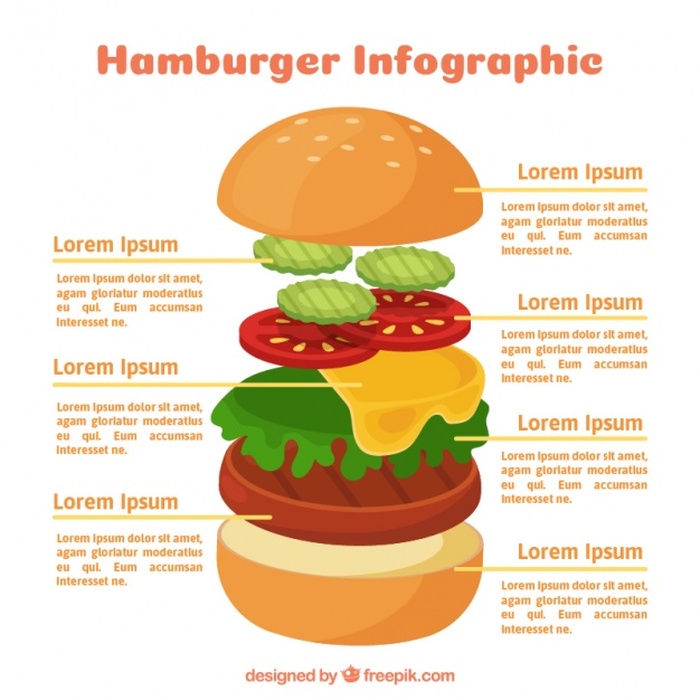 Hamburger Infographic
Lorem Ipsum
Lorem Ipsum dolor sit amet,
agam gloriatur moderatius
eu qui. Eum accumsan
interesset ne.
Lorem Ipsum
Lorem Ipsum dolor sit amet,
agam gloriatur moderatius
eu qui. Eum accumsan
interesset ne.
Lorem Ipsum
Lorem Ipsum dolor sit amet,
agam gloriatur moderatius
eu qui. Eum accumsan
interesset ne.
Lorem Ipsum
Lorem Ipsum dolor sit amet,
agam gloriatur moderatius
eu qui. Eum accumsan
interesset ne.
Lorem Ipsum
Lorem Ipsum dolor sit amet,
agam gloriatur moderatius
eu qui. Eum accumsan
interesset ne.
Lorem Ipsum
Lorem Ipsum dolor sit amet,
agam gloriatur moderatius
eu qui. Eum accumsan
interesset ne.
Lorem Ipsum
Lorem Ipsum dolor sit amet,
agam gloriatur moderatius
eu qui. Eum accumsan
interesset ne.
designed by freepik.com